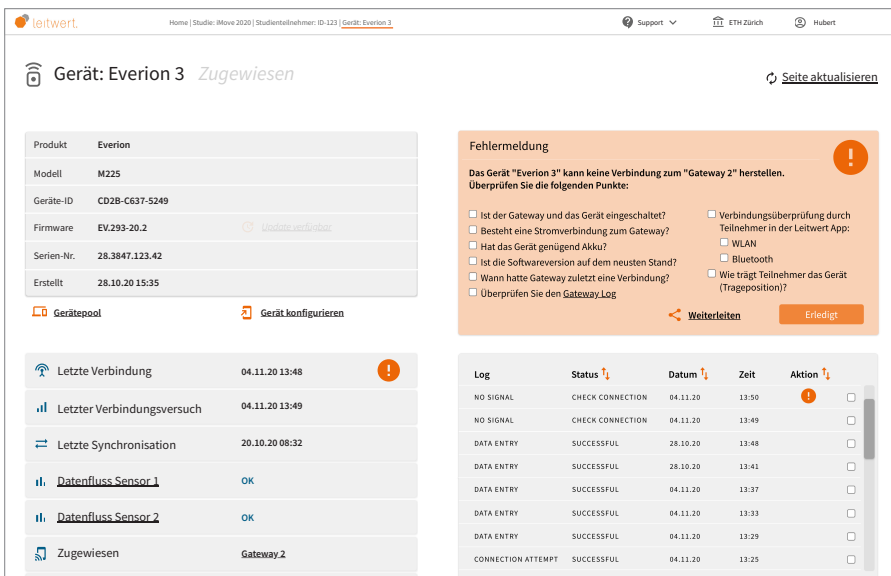 leitwert.
Home | Studie: iMove 2020 | Studienteilnehmer: ID-123 | Gerät: Everion 3
Support
ETH Zürich
Hubert
Gerät: Everion 3 Zugewiesen
Seite aktualisieren
Produkt Everion
Modell M225
Geräte-ID CD2B-C637-5249
Firmware EV.293-20.2 Update verfügbar
Serien-Nr. 28.3847.123.42
Erstellt 28.10.20 15:35
Gerätepool
Gerät konfigurieren
Fehlermeldung
Das Gerät "Everion 3" kann keine Verbindung zum "Gateway 2" herstellen.
Überprüfen Sie die folgenden Punkte:
Ist der Gateway und das Gerät eingeschaltet?
Besteht eine Stromverbindung zum Gateway?
Hat das Gerät genügend Akku?
Ist die Softwareversion auf dem neusten Stand?
Wann hatte Gateway zuletzt eine Verbindung?
Überprüfen Sie den Gateway Log
Verbindungsüberprüfung durch
Teilnehmer in der Leitwert App:
WLAN
Bluetooth
Wie trägt Teilnehmer das Gerät
(Trageposition)?
Weiterleiten
Erledigt
Letzte Verbindung 04.11.20 13:48
Letzter Verbindungsversuch 04.11.20 13:49
Letzte Synchronisation 20.10.20 08:32
Datenfluss Sensor 1 OK
Datenfluss Sensor 2 OK
Zugewiesen Gateway 2
Log Status Datum Zeit Aktion
NO SIGNAL CHECK CONNECTION 04.11.20 13:50
NO SIGNAL CHECK CONNECTION 04.11.20 13:49
DATA ENTRY SUCCESSFUL 28.10.20 13:48
DATA ENTRY SUCCESSFUL 28.10.20 13:41
DATA ENTRY SUCCESSFUL 04.11.20 13:37
DATA ENTRY SUCCESSFUL 04.11.20 13:33
DATA ENTRY SUCCESSFUL 04.11.20 13:29
CONNECTION ATTEMPT SUCCESSFUL 04.11.20 13:25